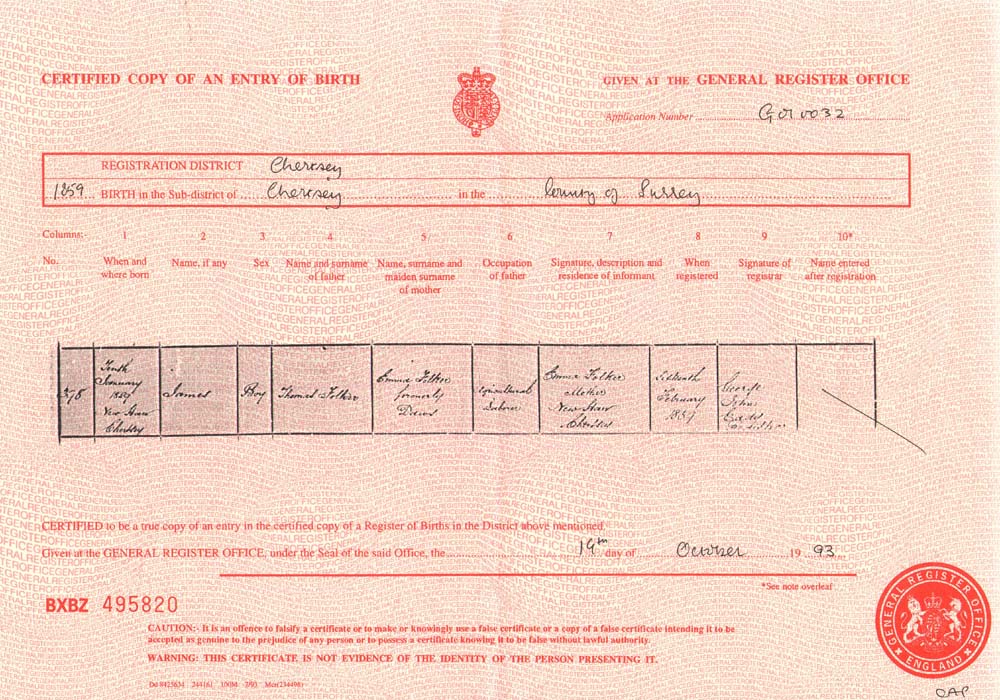 CERTIFIED COPY OF AN ENTRY OF BIRTH
GIVEN AT THE GENERAL REGISTER OFFICE
Application Number
REGISTRATION DISTRICT Chertsey
1859 BIRTH in the Sub-district of Chertsey in the County of Surrey
Columns:- 1 2 3 4 5 6 7 8 9 10*
No. When and where born Name, if any Sex Name and surname of father Name, surname and maiden surname of mother Occupation of father Signature, description and residence of informant When registered Signature of registrar Name entered after registration
378
Tenth
January
1859
New Haw
Chertsey
James
Boy
Thomas
Emma
formerly
Agricultural
Labourer
Emma
Mother
New Haw
Chertsey
Sixteenth
February
1859
George
John
CERTIFIED to be a true copy of an entry in the certified copy of a Register of Births in the District above mentioned.
Given at the GENERAL REGISTER OFFICE, under the Seal of the said Office, the 19th day of October 19 93
*See note overleaf
BXBZ 495820
CAUTION:- It is an offence to falsify a certificate or to make or knowingly use a false certificate or a copy of a false certificate intending it to be
accepted as genuine to the prejudice of any person or to possess a certificate knowing it to be false without lawful authority.
WARNING: THIS CERTIFICATE IS NOT EVIDENCE OF THE IDENTITY OF THE PERSON PRESENTING IT.
GENERAL REGISTER OFFICE
ENGLAND
OAP